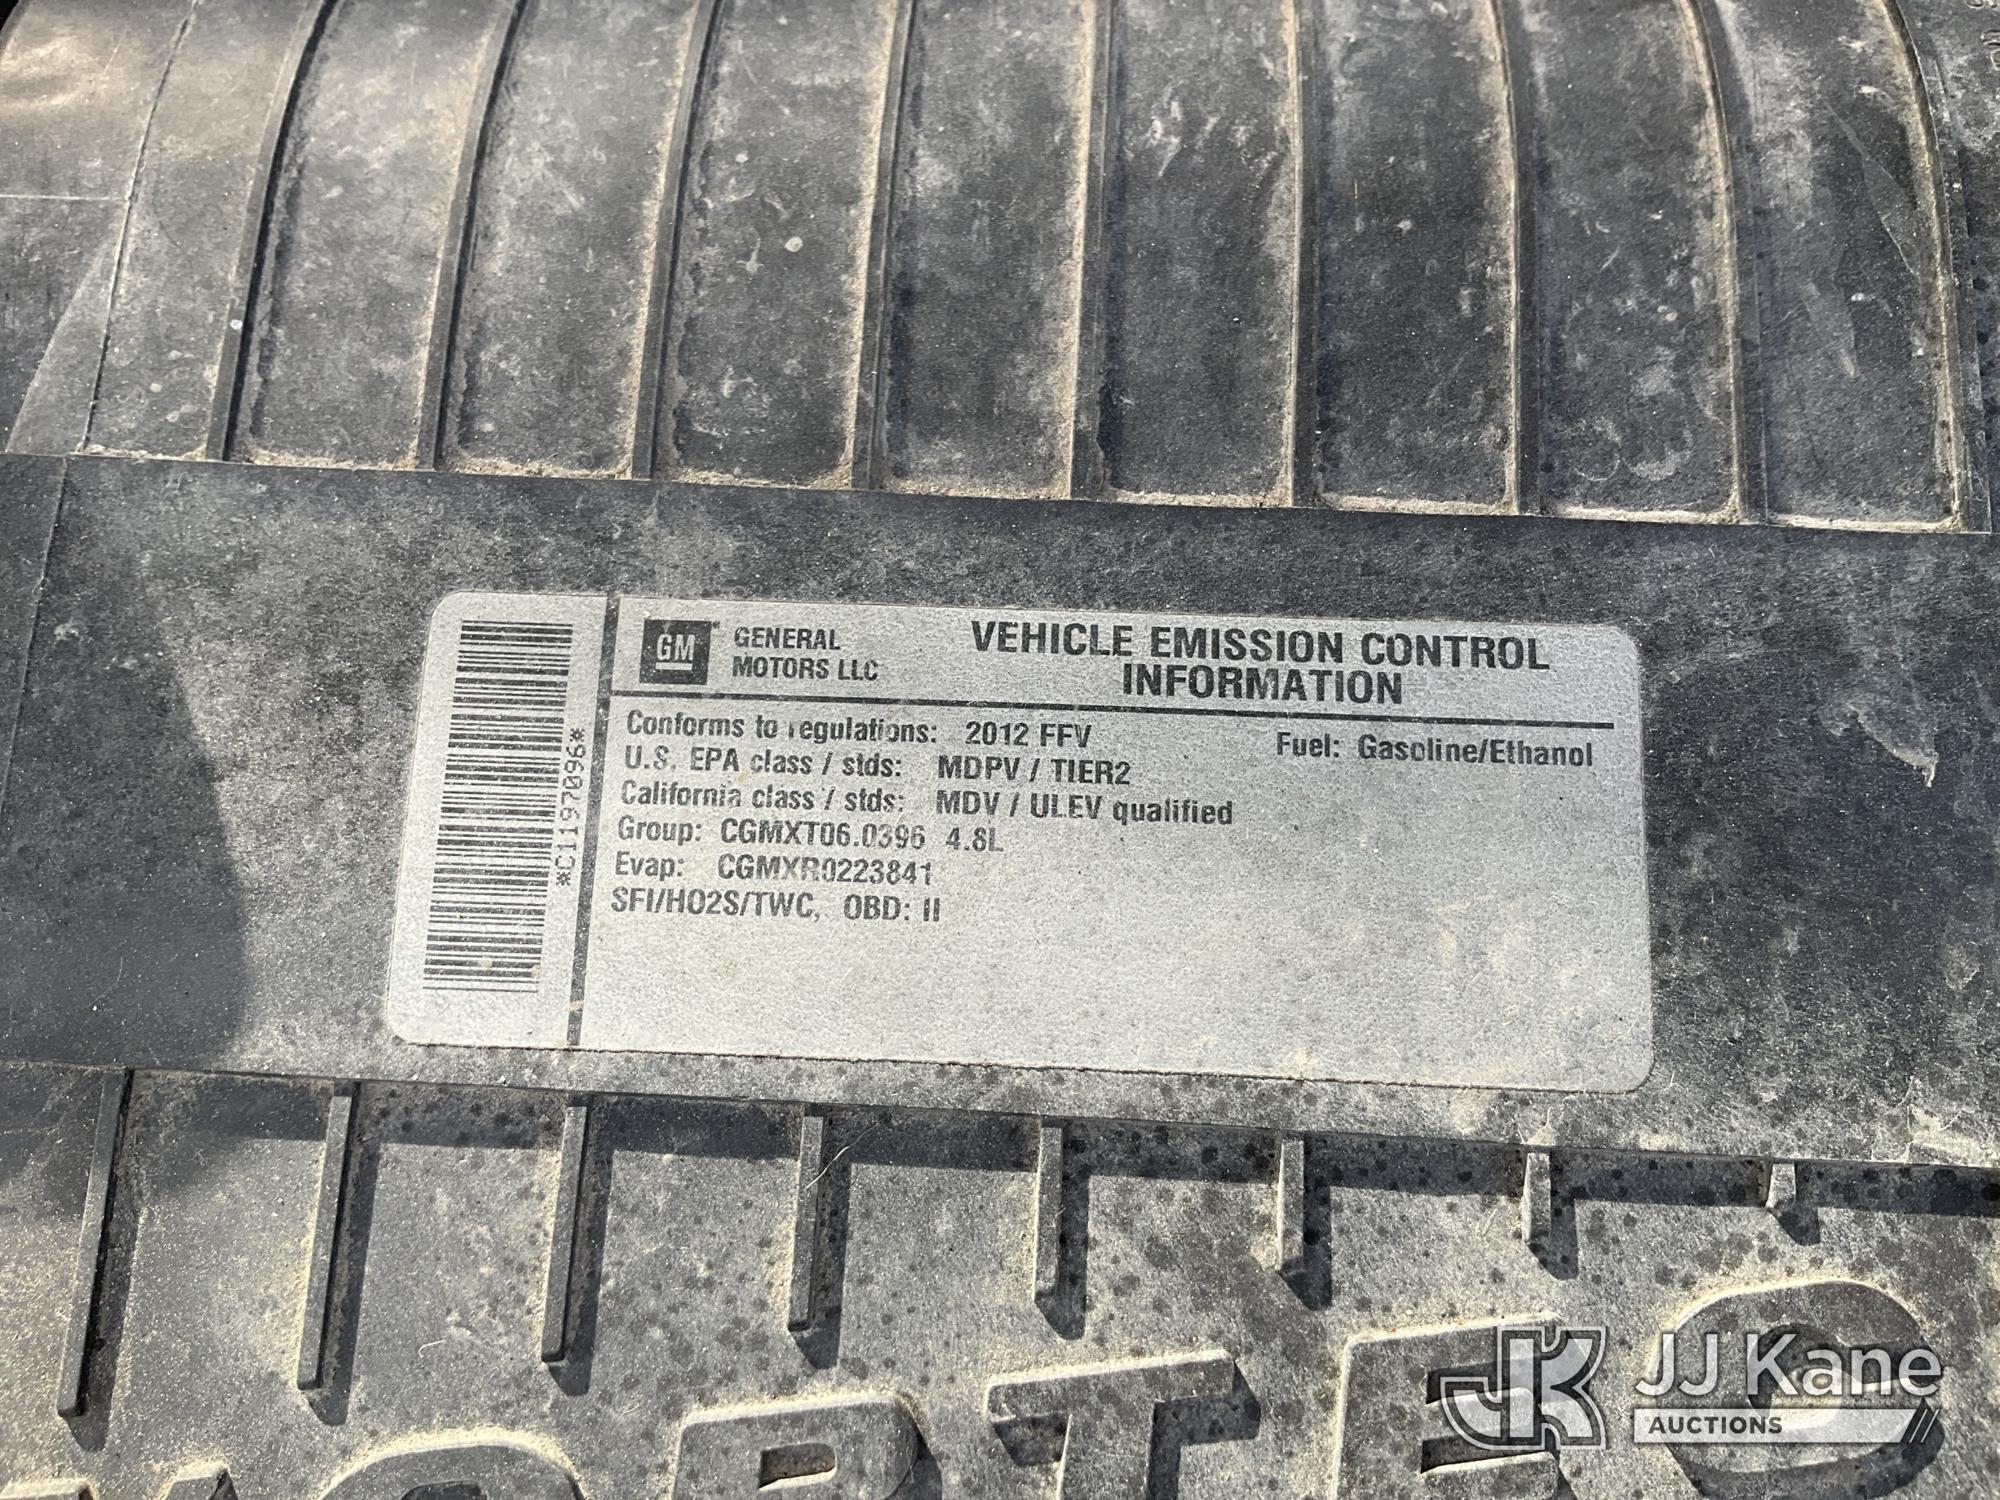 GM
GENERAL
MOTORS LLC
VEHICLE EMISSION CONTROL
INFORMATION
Conforms to regulations: 2012 FFV
Fuel: Gasoline/Ethanol
U.S. EPA class / stds: MDPV / TIER2
California class / stds: MDV / ULEV qualified
Group: CGMXT06.0396 4.8L
Evap: CGMXR0223841
SFI/HO2S/TWC, OBD: II
*C1197096*
JK
JJ Kane
AUCTIONS